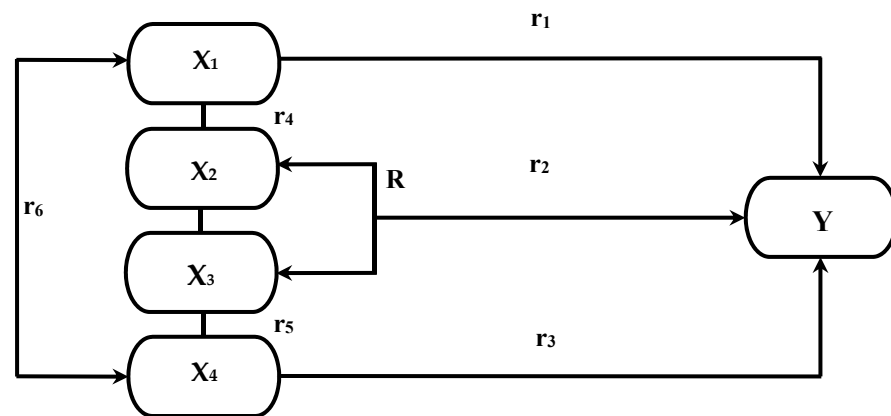 r₁
X₁
r₄
X₂
R
r₂
r₆
Y
X₃
r₅
r₃
X₄